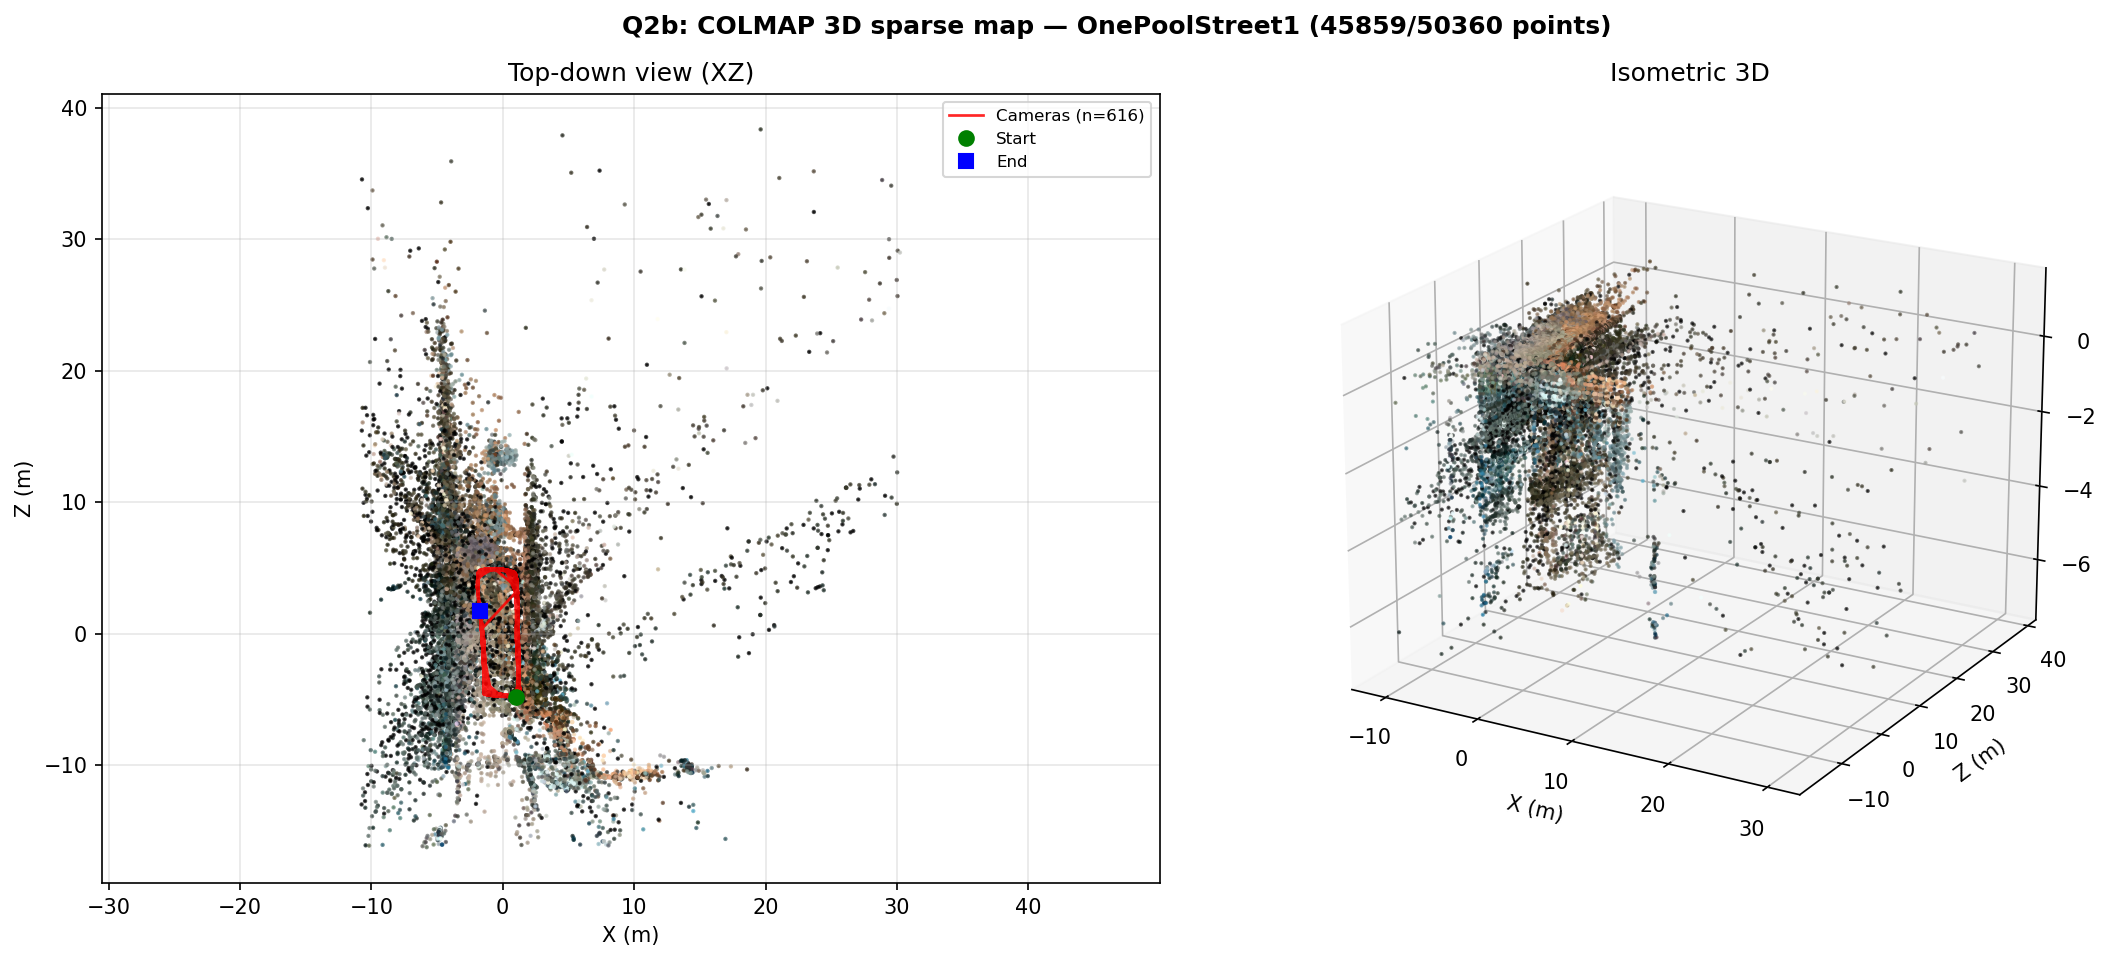 Q2b: COLMAP 3D sparse map — OnePoolStreet1 (45859/50360 points)
Top-down view (XZ)
Cameras (n=616)
Start
End
40
30
20
10
0
−10
Z (m)
−30
−20
−10
0
10
20
30
40
X (m)
Isometric 3D
0
−2
−4
−6
−10
0
10
20
30
X (m)
−10
0
10
20
30
40
Z (m)